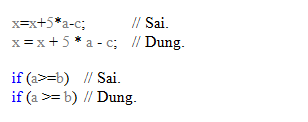 x=x+5*a-c; // Sai.
x = x + 5 * a - c; // Dung.
if (a>=b) // Sai.
if (a >= b) // Dung.